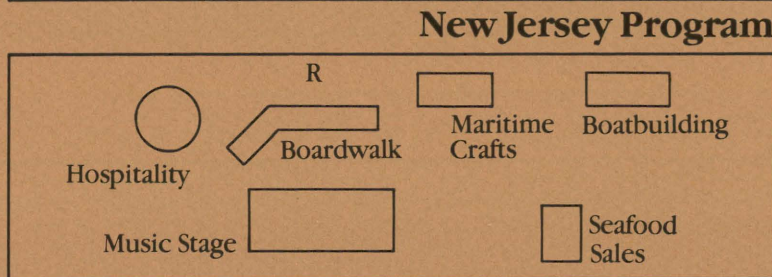 New Jersey Program
R
Maritime
Crafts
Boatbuilding
Boardwalk
Hospitality
Music Stage
Seafood
Sales